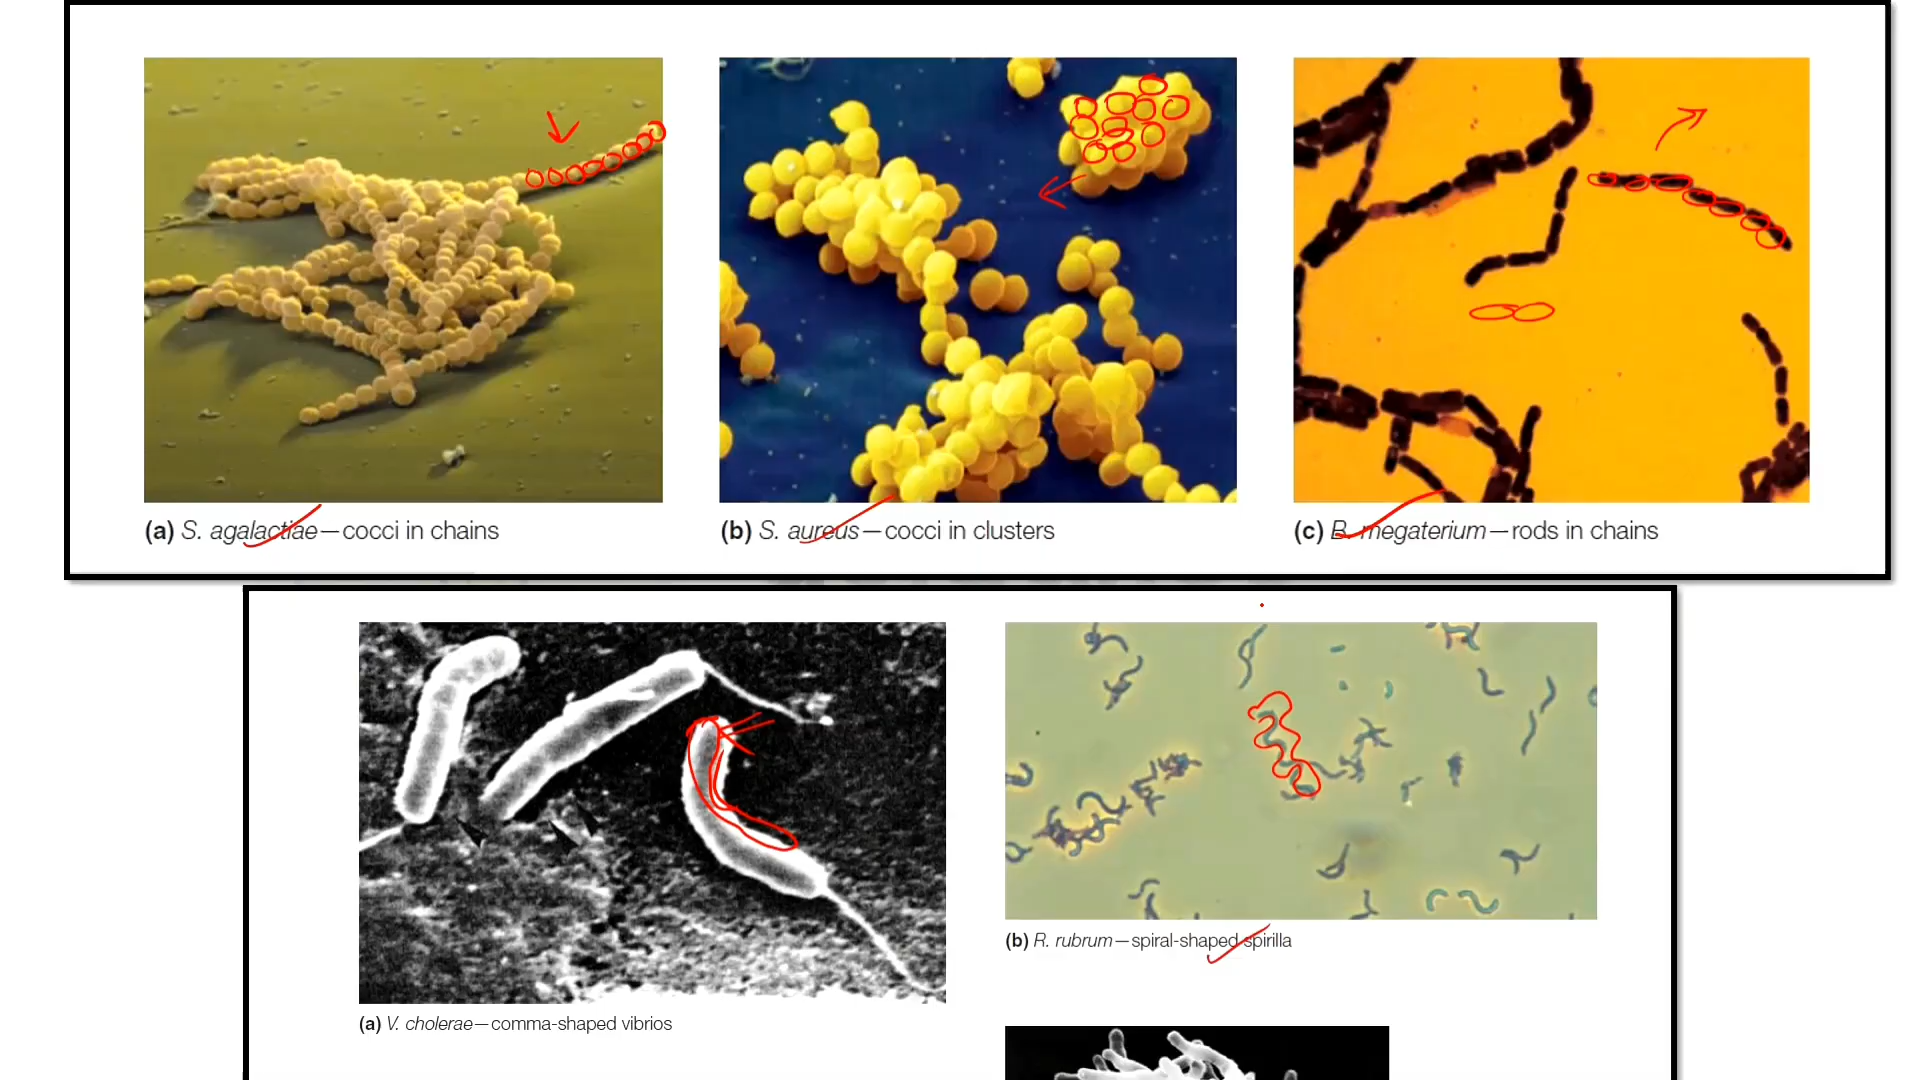 (a) S. agalactiae—cocci in chains
(b) S. aureus—cocci in clusters
(c) B. megaterium—rods in chains
(b) R. rubrum—spiral-shaped spirilla
(a) V. cholerae—comma-shaped vibrios